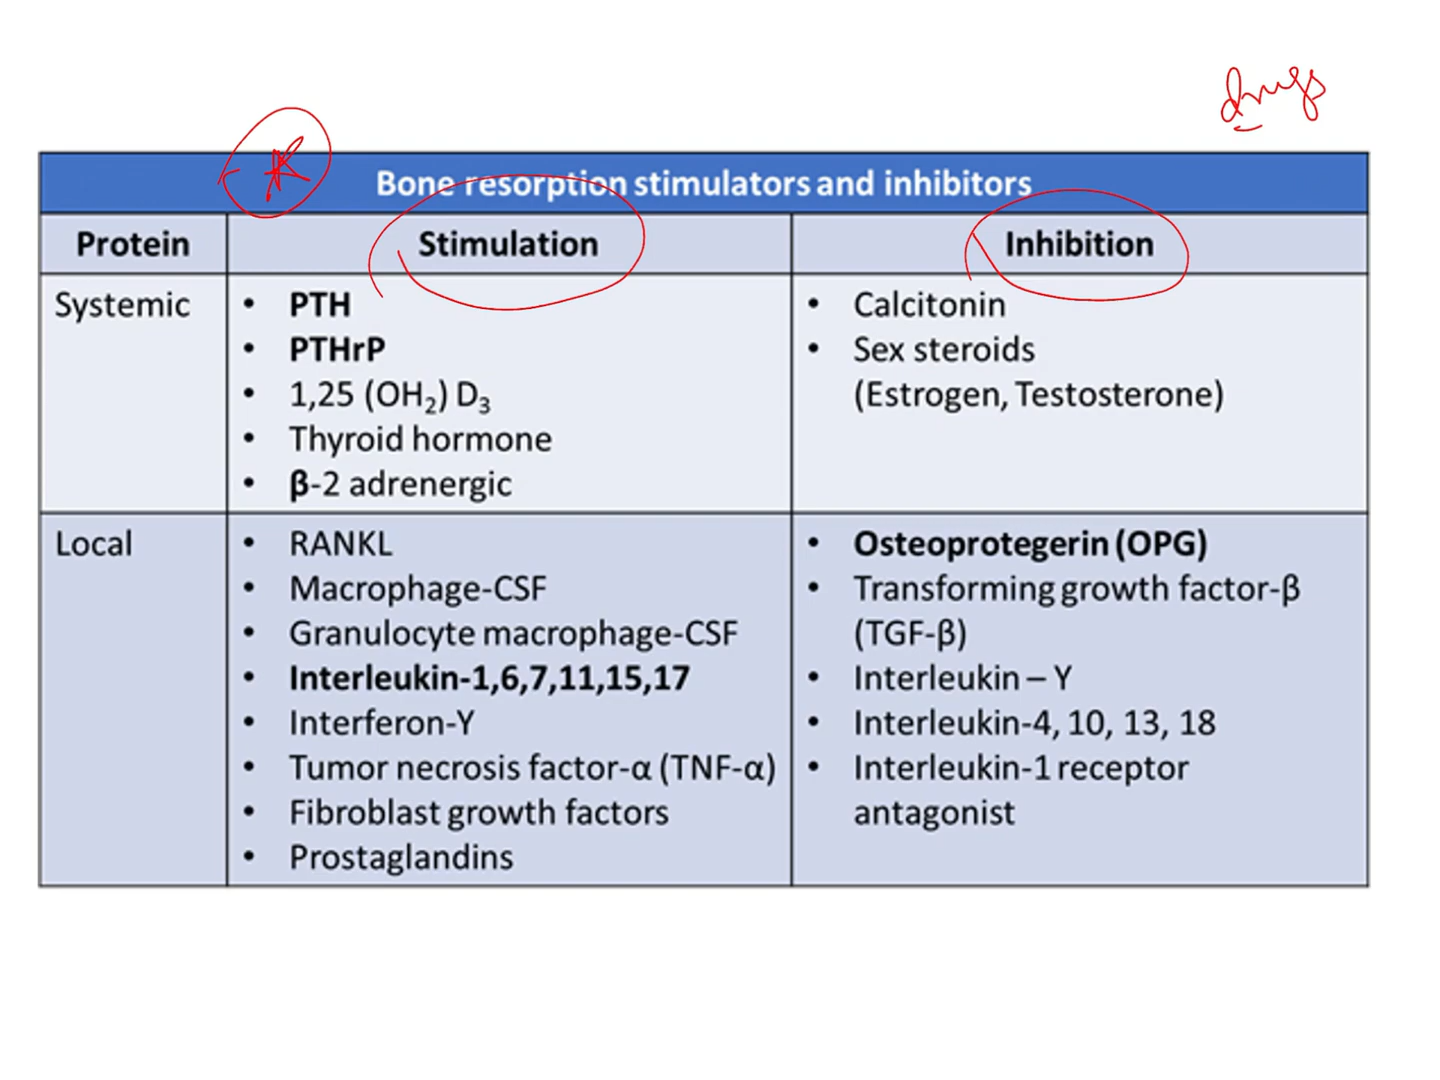 drugs
Bone resorption stimulators and inhibitors
Protein
Stimulation
Inhibition
Systemic
• PTH
• PTHrP
• 1,25 (OH₂) D₃
• Thyroid hormone
• β-2 adrenergic
• Calcitonin
• Sex steroids
(Estrogen, Testosterone)
Local
• RANKL
• Macrophage-CSF
• Granulocyte macrophage-CSF
• Interleukin-1,6,7,11,15,17
• Interferon-Y
• Tumor necrosis factor-α (TNF-α)
• Fibroblast growth factors
• Prostaglandins
• Osteoprotegerin (OPG)
• Transforming growth factor-β
(TGF-β)
• Interleukin – Y
• Interleukin-4, 10, 13, 18
• Interleukin-1 receptor
antagonist